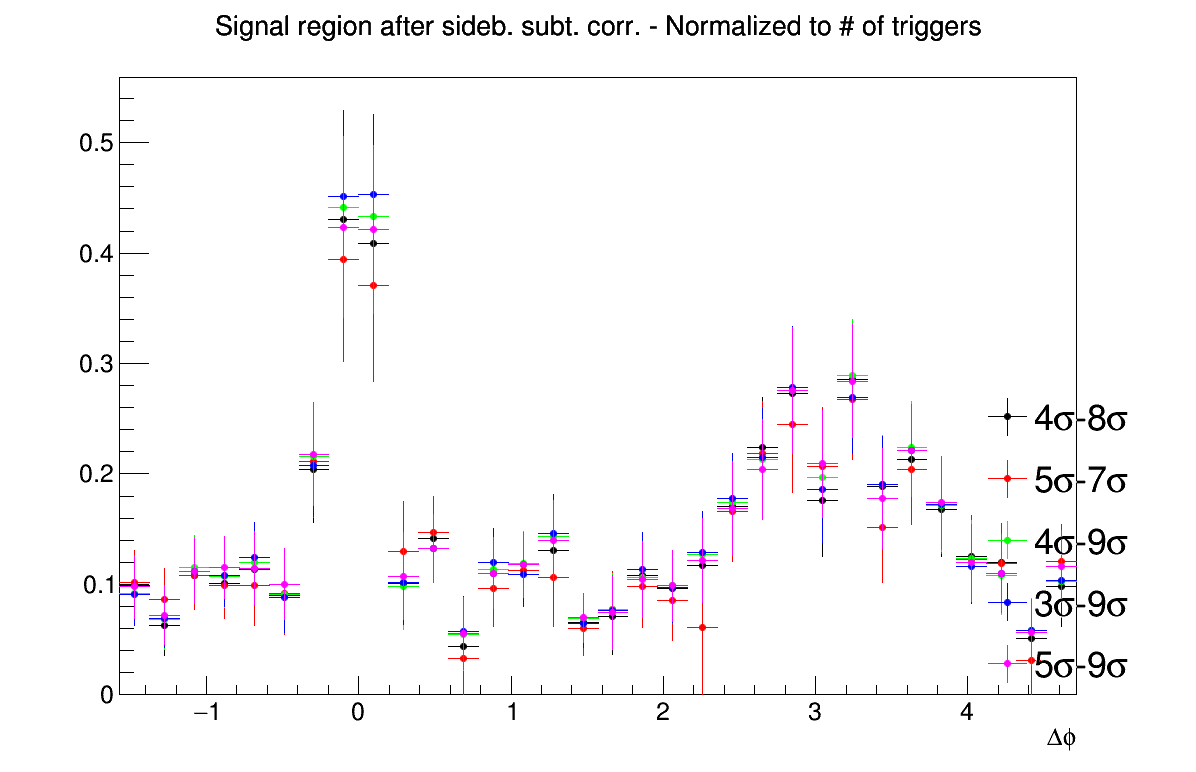 Signal region after sideb. subt. corr. - Normalized to # of triggers
0.5
0.4
0.3
0.2
0.1
0
4σ-8σ
5σ-7σ
4σ-9σ
3σ-9σ
5σ-9σ
−1 0 1 2 3 4
Δϕ